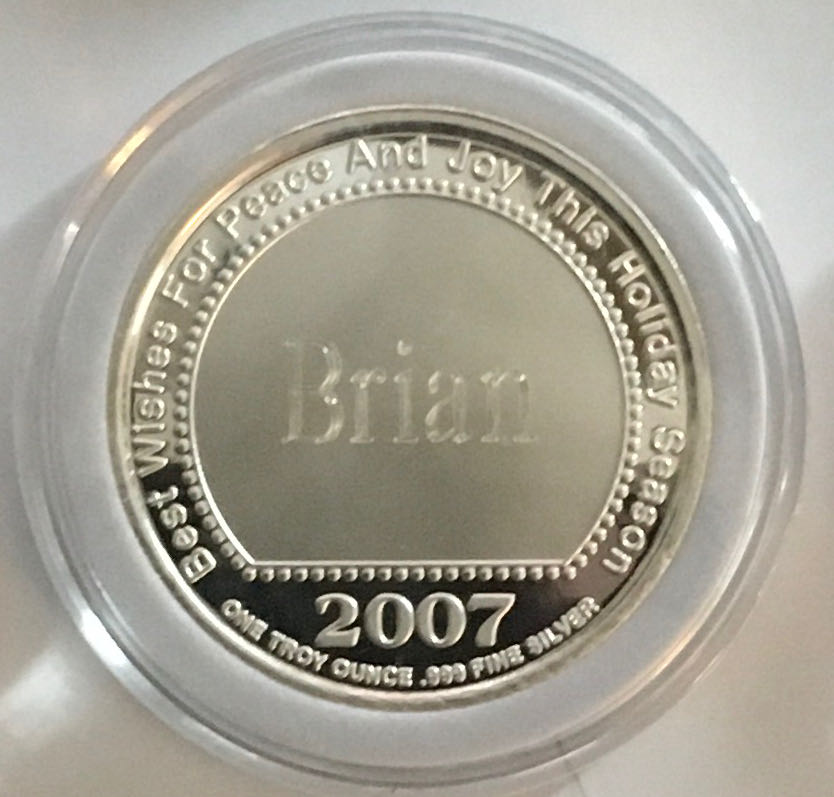 Best Wishes For Peace And Joy This Holiday Season
Brian
2007
ONE TROY OUNCE .999 FINE SILVER